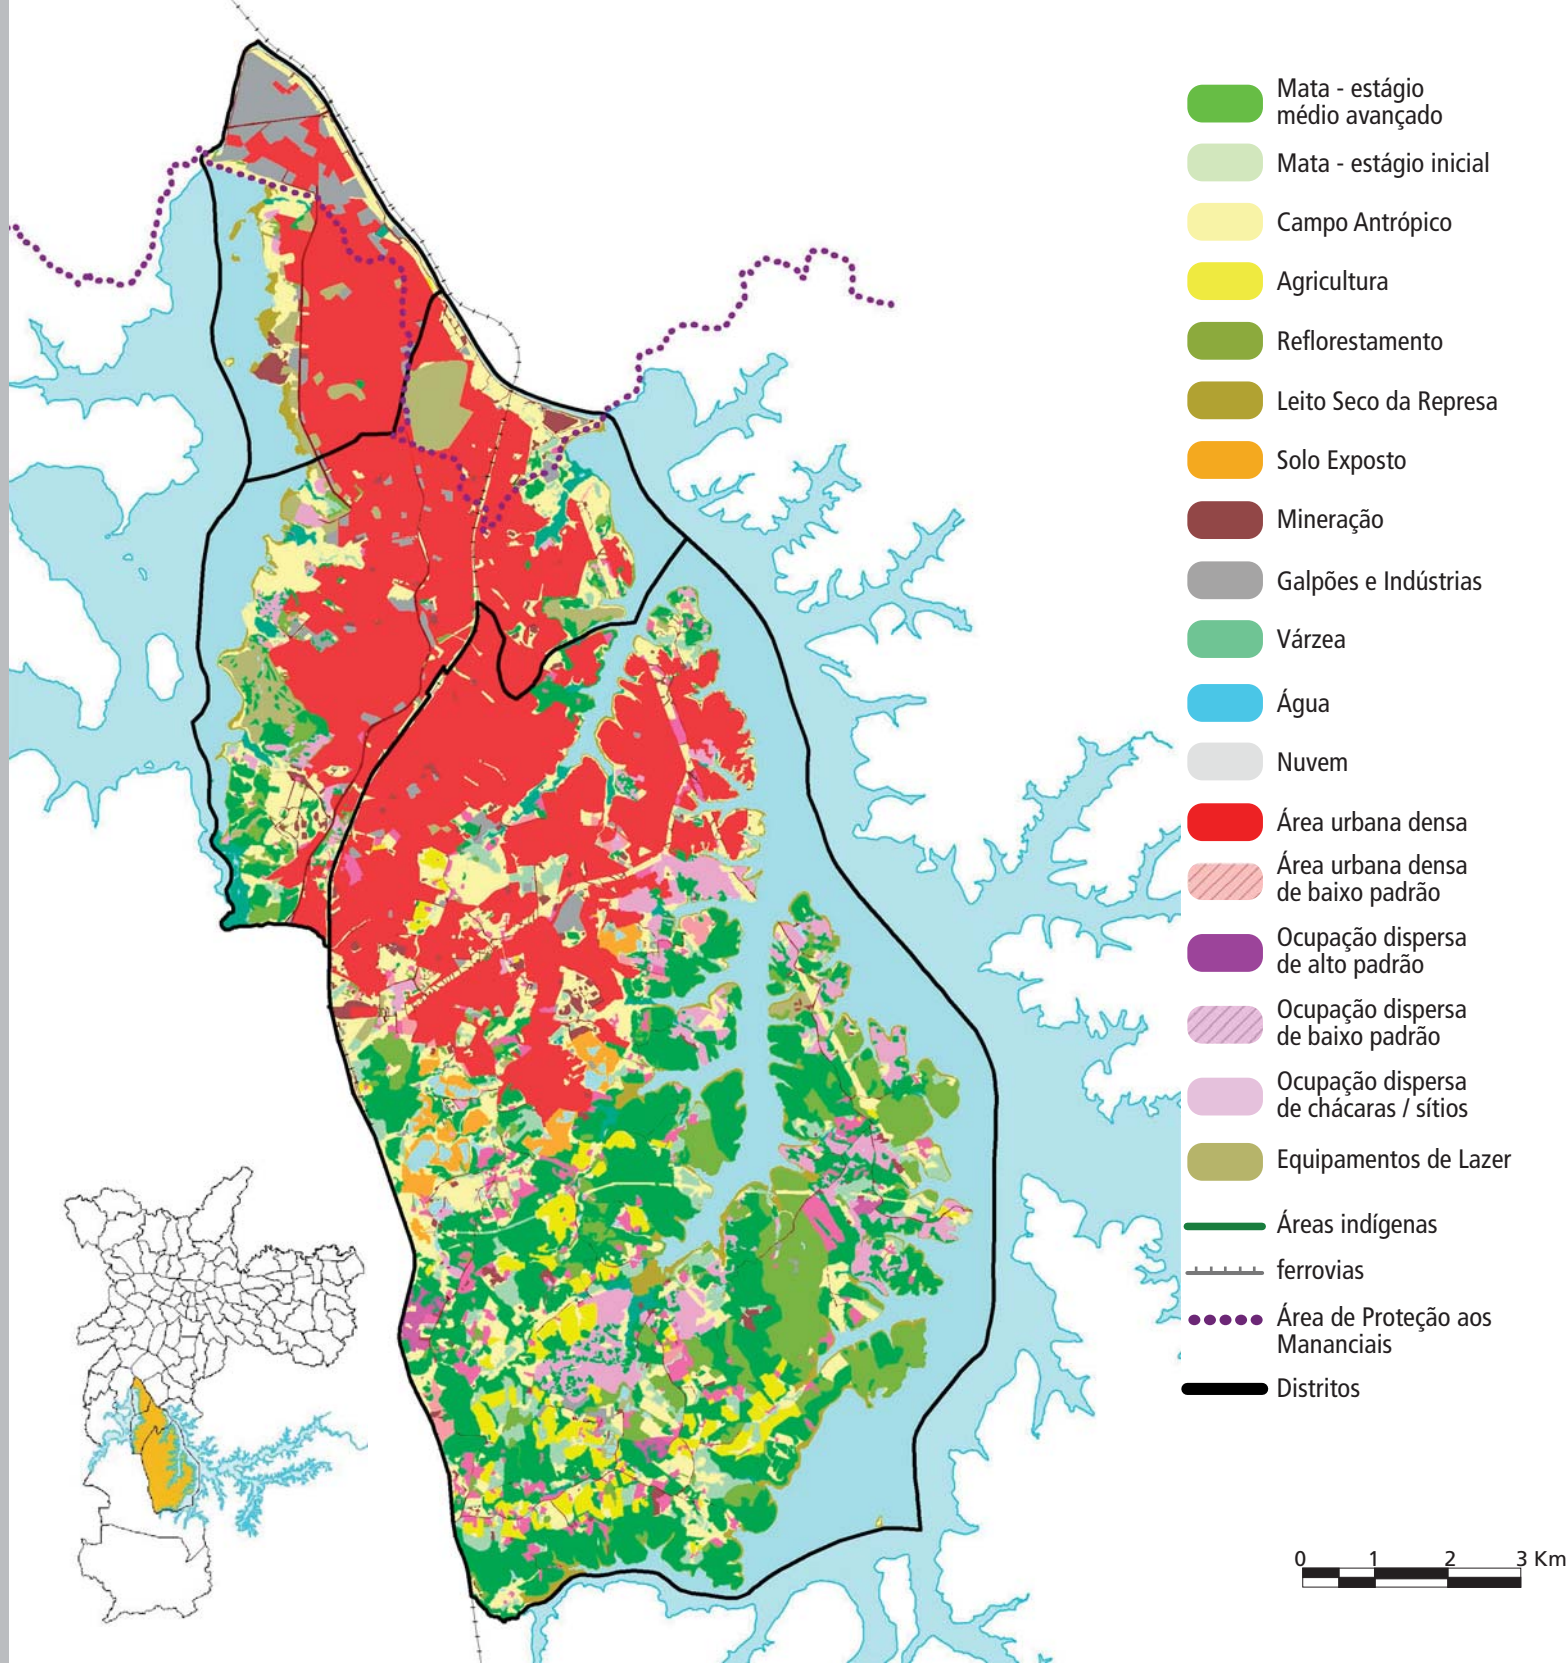 Mata - estágio
médio avançado
Mata - estágio inicial
Campo Antrópico
Agricultura
Reflorestamento
Leito Seco da Represa
Solo Exposto
Mineração
Galpões e Indústrias
Várzea
Água
Nuvem
Área urbana densa
Área urbana densa
de baixo padrão
Ocupação dispersa
de alto padrão
Ocupação dispersa
de baixo padrão
Ocupação dispersa
de chácaras / sítios
Equipamentos de Lazer
Áreas indígenas
ferrovias
Área de Proteção aos
Mananciais
Distritos
0 1 2 3 Km